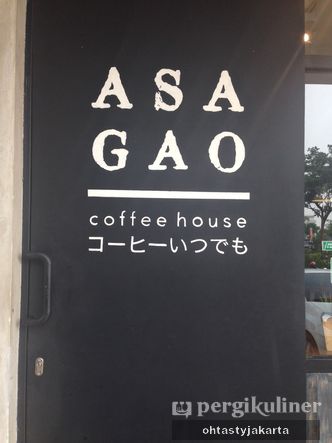 ASA
GAO
coffee house
コーヒーいつでも
pergikuliner
ohtastyjakarta